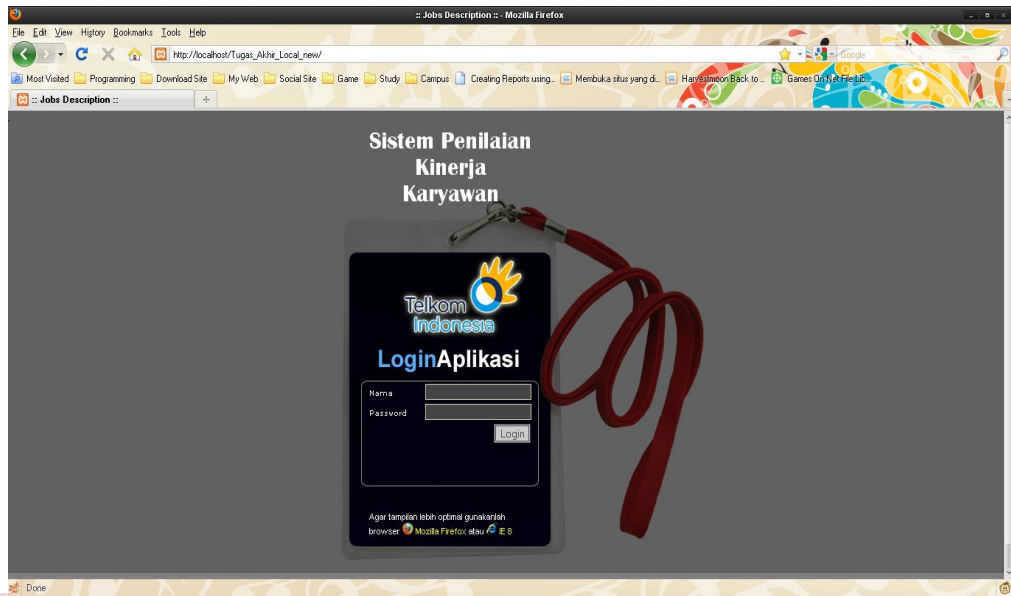 :: Jobs Description :: - Mozilla Firefox
File Edit View History Bookmarks Tools Help
http://localhost/Tugas_Akhir_Local_new/
Google
Most Visited Programming Download Site My Web Social Site Game Study Campus Creating Reports using... Membuka situs yang di... Harvestmoon Back to ... Games On Net File Lib...
:: Jobs Description ::
Sistem Penilaian
Kinerja
Karyawan
Telkom
Indonesia
LoginAplikasi
Nama
Password
Login
Agar tampilan lebih optimal gunakanlah
browser Mozilla Firefox atau IE 8
Done